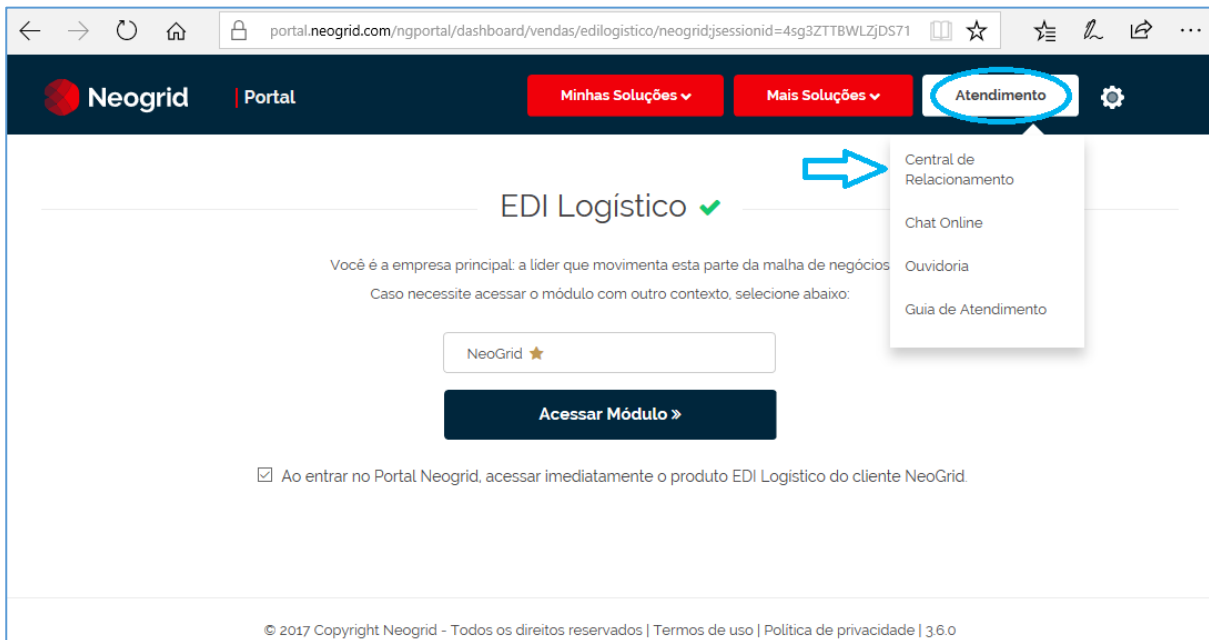 portal.neogrid.com/ngportal/dashboard/vendas/edilogistico/neogrid;jsessionid=4sg3ZTTBWLZjDS71
Neogrid | Portal
Minhas Soluções
Mais Soluções
Atendimento
Central de
Relacionamento
Chat Online
Ouvidoria
Guia de Atendimento
EDI Logístico
Você é a empresa principal: a líder que movimenta esta parte da malha de negócios
Caso necessite acessar o módulo com outro contexto, selecione abaixo:
NeoGrid
Acessar Módulo »
Ao entrar no Portal Neogrid, acessar imediatamente o produto EDI Logístico do cliente NeoGrid.
© 2017 Copyright Neogrid - Todos os direitos reservados | Termos de uso | Política de privacidade | 3.6.0